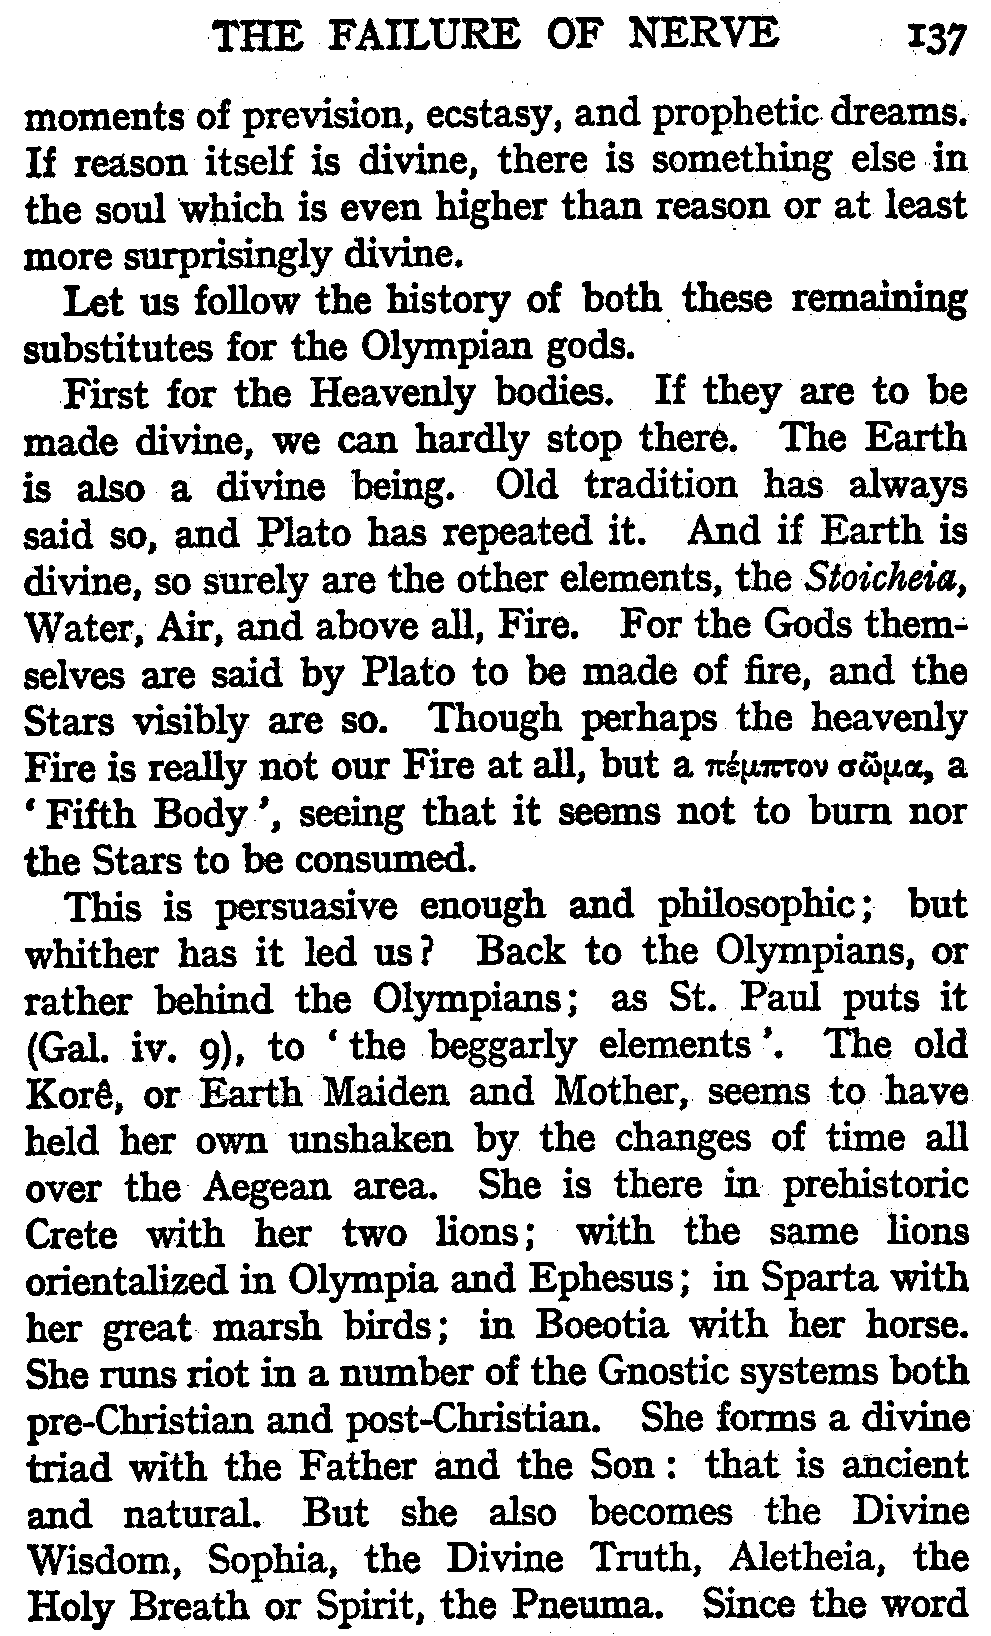 THE FAILURE OF NERVE 137
moments of prevision, ecstasy, and prophetic dreams.
If reason itself is divine, there is something else in
the soul which is even higher than reason or at least
more surprisingly divine.
Let us follow the history of both these remaining
substitutes for the Olympian gods.
First for the Heavenly bodies. If they are to be
made divine, we can hardly stop there. The Earth
is also a divine being. Old tradition has always
said so, and Plato has repeated it. And if Earth is
divine, so surely are the other elements, the Stoicheia,
Water, Air, and above all, Fire. For the Gods them-
selves are said by Plato to be made of fire, and the
Stars visibly are so. Though perhaps the heavenly
Fire is really not our Fire at all, but a πέμπτον σῶμα, a
‘ Fifth Body ’, seeing that it seems not to burn nor
the Stars to be consumed.
This is persuasive enough and philosophic; but
whither has it led us? Back to the Olympians, or
rather behind the Olympians; as St. Paul puts it
(Gal. iv. 9), to ‘ the beggarly elements ’. The old
Korê, or Earth Maiden and Mother, seems to have
held her own unshaken by the changes of time all
over the Aegean area. She is there in prehistoric
Crete with her two lions; with the same lions
orientalized in Olympia and Ephesus; in Sparta with
her great marsh birds; in Boeotia with her horse.
She runs riot in a number of the Gnostic systems both
pre-Christian and post-Christian. She forms a divine
triad with the Father and the Son : that is ancient
and natural. But she also becomes the Divine
Wisdom, Sophia, the Divine Truth, Aletheia, the
Holy Breath or Spirit, the Pneuma. Since the word